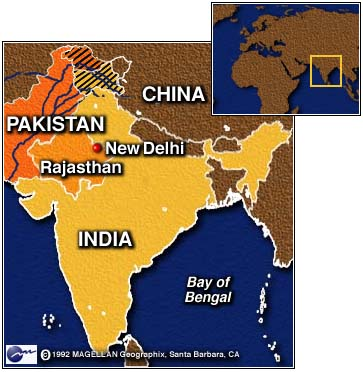 CHINA
PAKISTAN
New Delhi
Rajasthan
INDIA
Bay of
Bengal
© 1992 MAGELLAN Geographix, Santa Barbara, CA